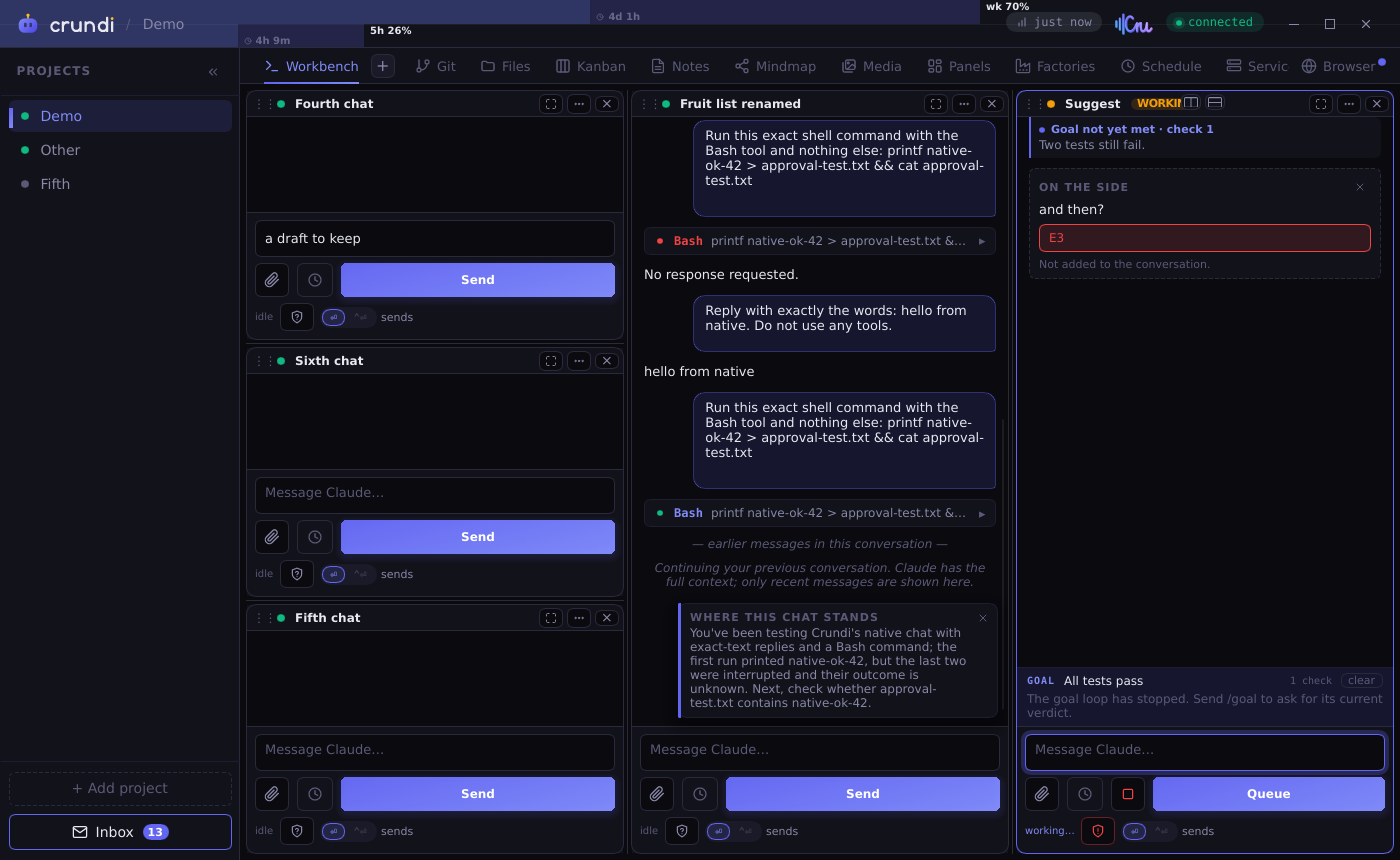 crundi / Demo
4h 9m
5h 26%
4d 1h
wk 70%
just now
Cru
connected
PROJECTS
«
Demo
Other
Fifth
+ Add project
Inbox 13
Workbench
+
Git
Files
Kanban
Notes
Mindmap
Media
Panels
Factories
Schedule
Servic
Browser
Fourth chat
a draft to keep
Send
idle
sends
Sixth chat
Message Claude...
Send
idle
sends
Fifth chat
Message Claude...
Send
idle
sends
Fruit list renamed
Run this exact shell command with the
Bash tool and nothing else: printf native-
ok-42 > approval-test.txt && cat approval-
test.txt
Bash printf native-ok-42 > approval-test.txt &...
No response requested.
Reply with exactly the words: hello from
native. Do not use any tools.
hello from native
Run this exact shell command with the
Bash tool and nothing else: printf native-
ok-42 > approval-test.txt && cat approval-
test.txt
Bash printf native-ok-42 > approval-test.txt &...
— earlier messages in this conversation —
Continuing your previous conversation. Claude has the
full context; only recent messages are shown here.
WHERE THIS CHAT STANDS
You've been testing Crundi's native chat with
exact-text replies and a Bash command; the
first run printed native-ok-42, but the last two
were interrupted and their outcome is
unknown. Next, check whether approval-
test.txt contains native-ok-42.
Message Claude...
Send
idle
sends
Suggest
Goal not yet met · check 1
Two tests still fail.
ON THE SIDE
and then?
E3
Not added to the conversation.
GOAL All tests pass 1 check clear
The goal loop has stopped. Send /goal to ask for its current
verdict.
Message Claude...
Queue
working...
sends